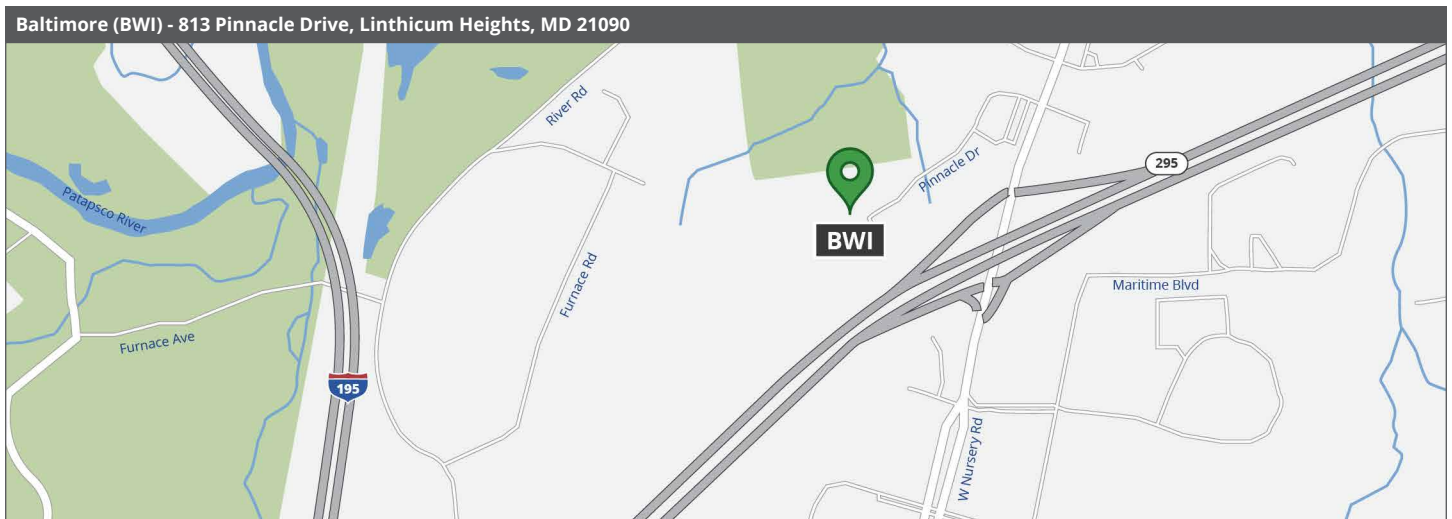 Baltimore (BWI) - 813 Pinnacle Drive, Linthicum Heights, MD 21090
River Rd
Pinnacle Dr
295
Patapsco River
BWI
Furnace Rd
Maritime Blvd
Furnace Ave
195
W Nursery Rd